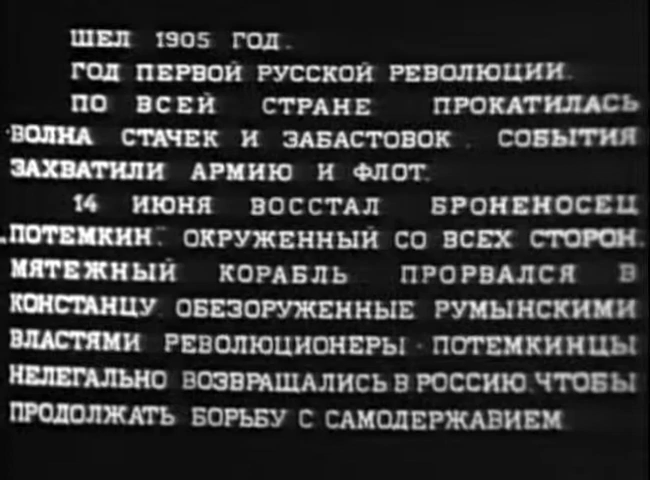 ШЕЛ 1905 ГОД.
ГОД ПЕРВОЙ РУССКОЙ РЕВОЛЮЦИИ.
ПО ВСЕЙ СТРАНЕ ПРОКАТИЛАСЬ
ВОЛНА СТАЧЕК И ЗАБАСТОВОК. СОБЫТИЯ
ЗАХВАТИЛИ АРМИЮ И ФЛОТ.
14 ИЮНЯ ВОССТАЛ БРОНЕНОСЕЦ
„ПОТЕМКИН". ОКРУЖЕННЫЙ СО ВСЕХ СТОРОН,
МЯТЕЖНЫЙ КОРАБЛЬ ПРОРВАЛСЯ В
КОНСТАНЦУ. ОБЕЗОРУЖЕННЫЕ РУМЫНСКИМИ
ВЛАСТЯМИ РЕВОЛЮЦИОНЕРЫ - ПОТЕМКИНЦЫ
НЕЛЕГАЛЬНО ВОЗВРАЩАЛИСЬ В РОССИЮ, ЧТОБЫ
ПРОДОЛЖАТЬ БОРЬБУ С САМОДЕРЖАВИЕМ